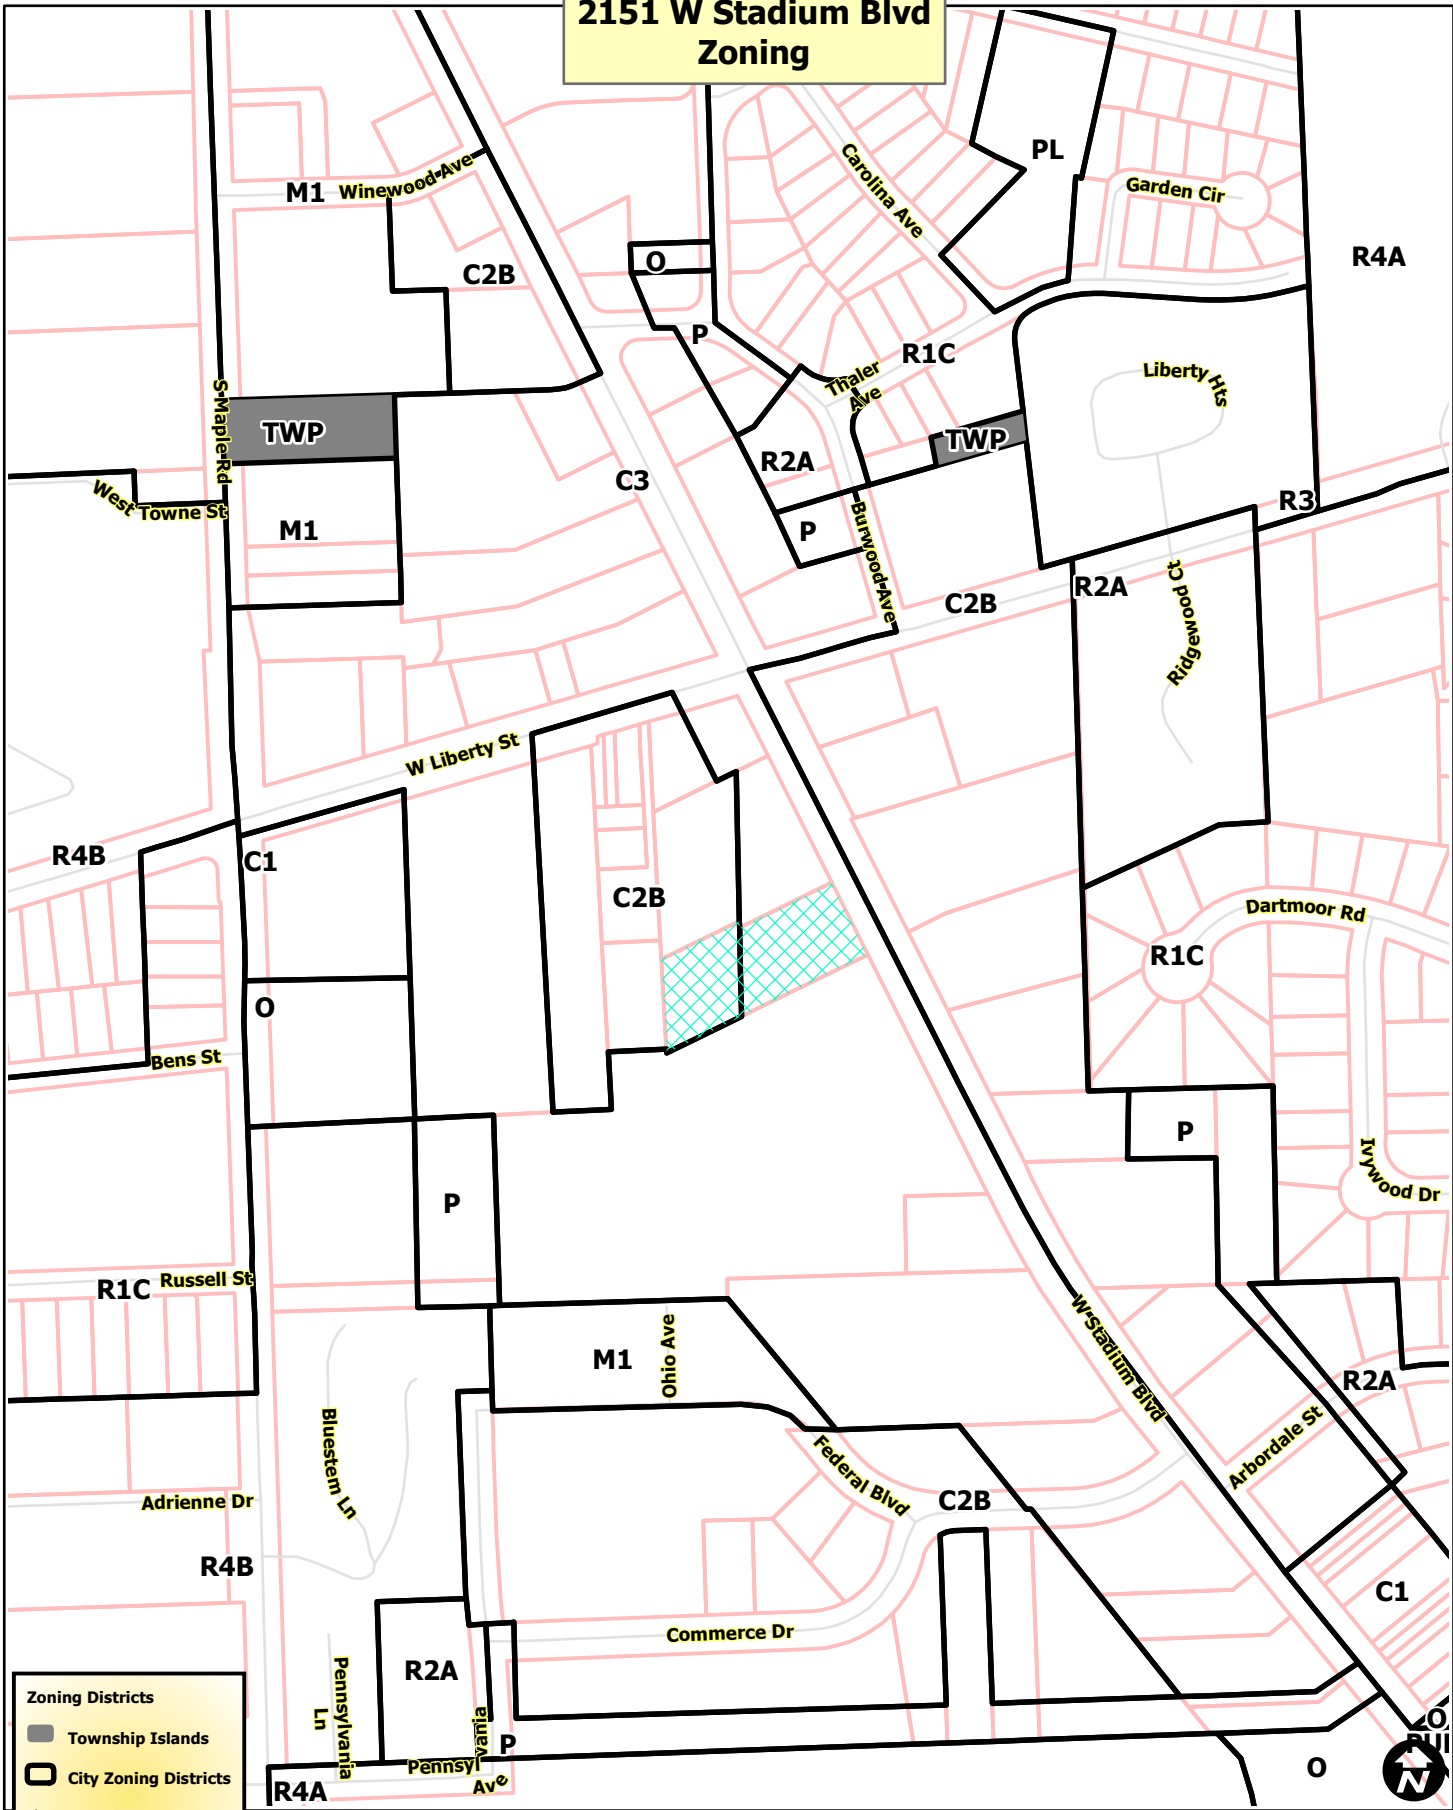 2151 W Stadium Blvd
Zoning
PL
Carolina Ave
Garden Cir
M1
Winewood Ave
R4A
O
C2B
P
R1C
Thaler
Ave
Liberty Hts
S Maple Rd
TWP
TWP
R2A
C3
West Towne St
R3
M1
P
Burwood Ave
R2A
C2B
Ridgewood Ct
W Liberty St
R4B
C1
C2B
Dartmoor Rd
R1C
O
Bens St
P
Ivywood Dr
P
R1C
Russell St
W Stadium Blvd
M1
Ohio Ave
R2A
Bluestem Ln
Arbordale St
Federal Blvd
C2B
Adrienne Dr
R4B
C1
Commerce Dr
R2A
Pennsylvania
Ln
Pennsylvania
Ave
P
O
O
R4A
N
Zoning Districts
Township Islands
City Zoning Districts